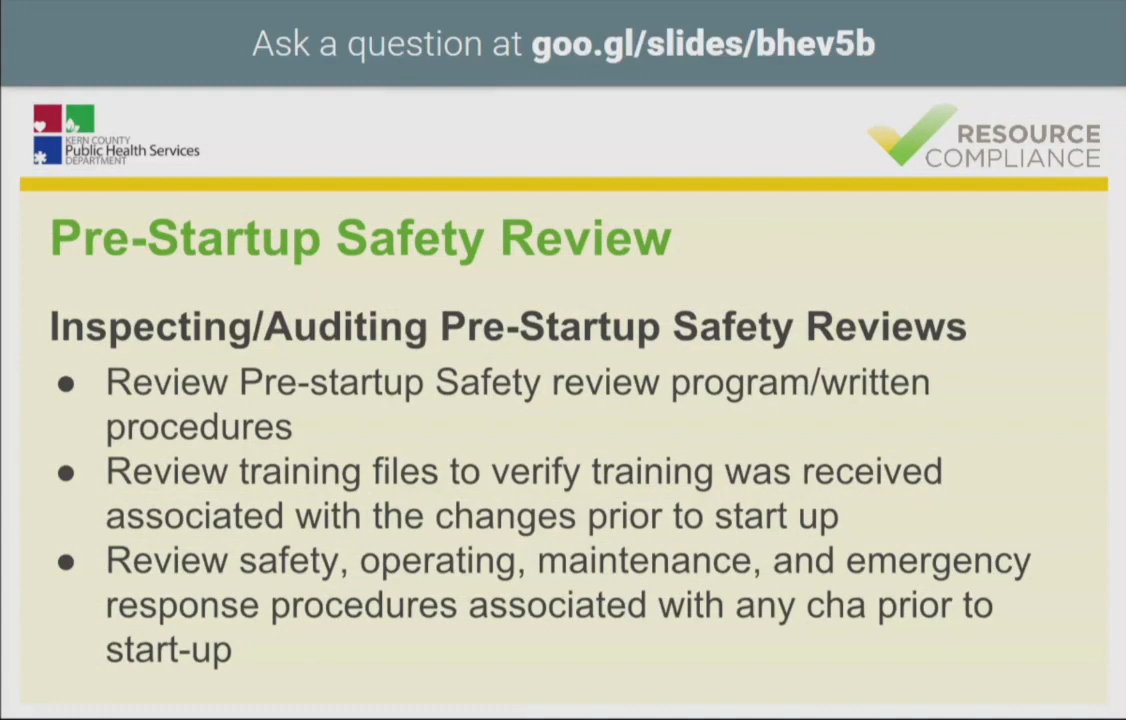 Ask a question at goo.gl/slides/bhev5b
KERN COUNTY
Public Health Services
DEPARTMENT
RESOURCE
COMPLIANCE
Pre-Startup Safety Review
Inspecting/Auditing Pre-Startup Safety Reviews
● Review Pre-startup Safety review program/written
procedures
● Review training files to verify training was received
associated with the changes prior to start up
● Review safety, operating, maintenance, and emergency
response procedures associated with any cha prior to
start-up